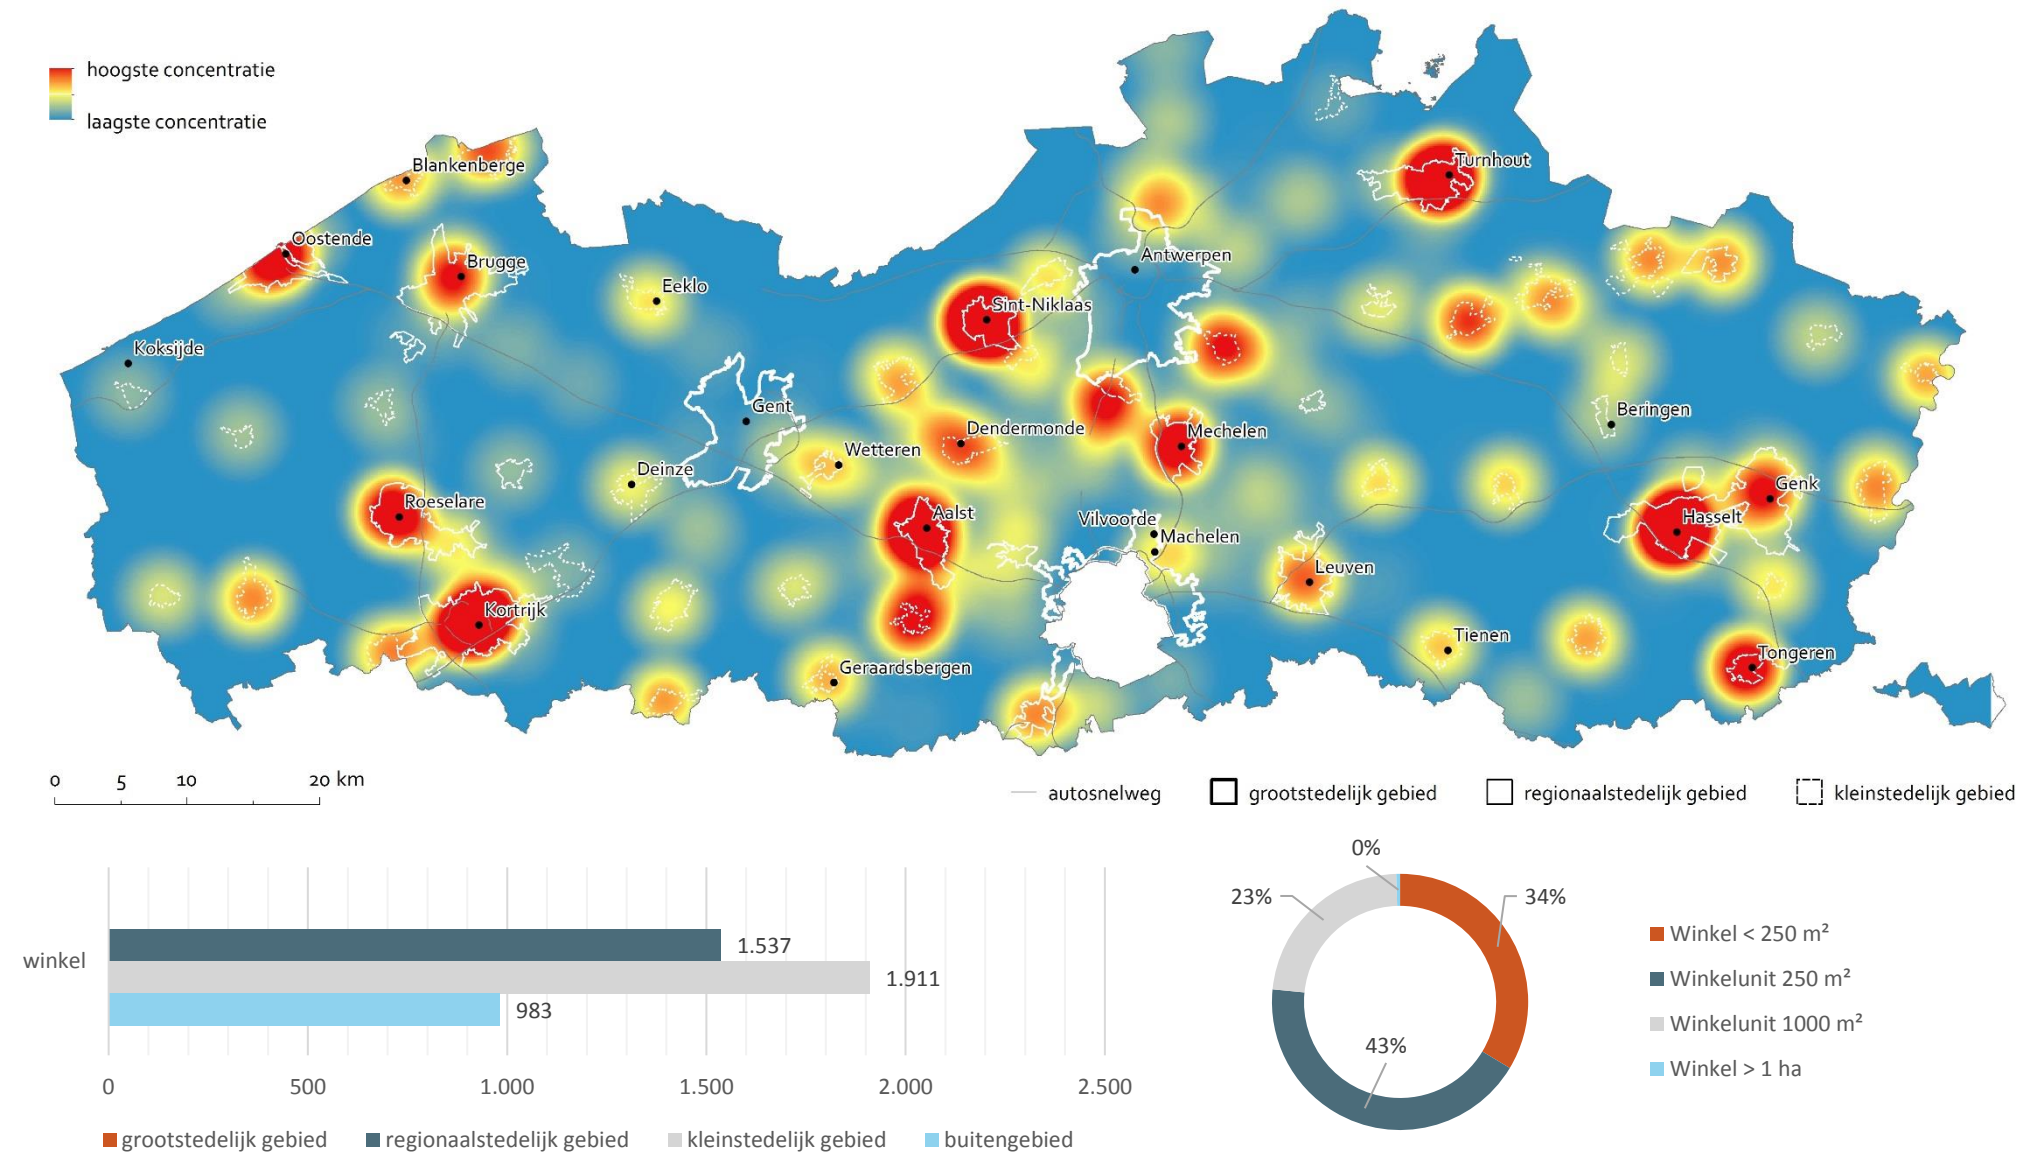 hoogste concentratie
laagste concentratie
Blankenberge
Turnhout
Oostende
Brugge
Antwerpen
Eeklo
Sint-Niklaas
Koksijde
Gent
Beringen
Dendermonde
Mechelen
Wetteren
Deinze
Genk
Roeselare
Aalst
Hasselt
Vilvoorde
Machelen
Leuven
Kortrijk
Tienen
Tongeren
Geraardsbergen
0 5 10 20 km
autosnelweg grootstedelijk gebied regionaalstedelijk gebied kleinstedelijk gebied
winkel
1.537
1.911
983
0 500 1.000 1.500 2.000 2.500
grootstedelijk gebied regionaalstedelijk gebied kleinstedelijk gebied buitengebied
0%
23%
34%
43%
Winkel < 250 m²
Winkelunit 250 m²
Winkelunit 1000 m²
Winkel > 1 ha